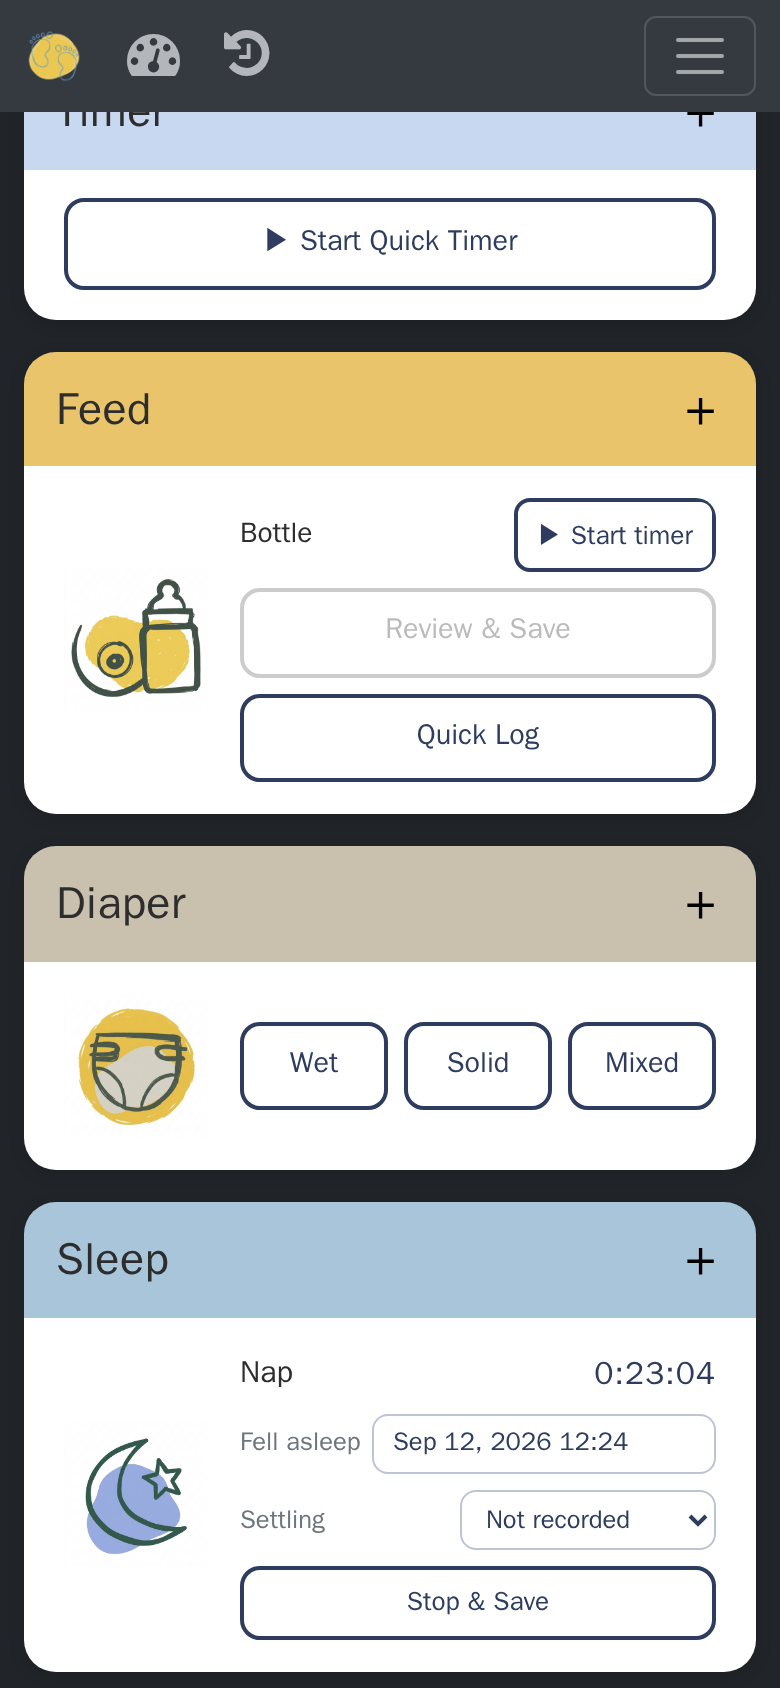 Timer +
Start Quick Timer
Feed +
Bottle
Start timer
Review & Save
Quick Log
Diaper +
Wet
Solid
Mixed
Sleep +
Nap
0:23:04
Fell asleep
Sep 12, 2026 12:24
Settling
Not recorded
Stop & Save